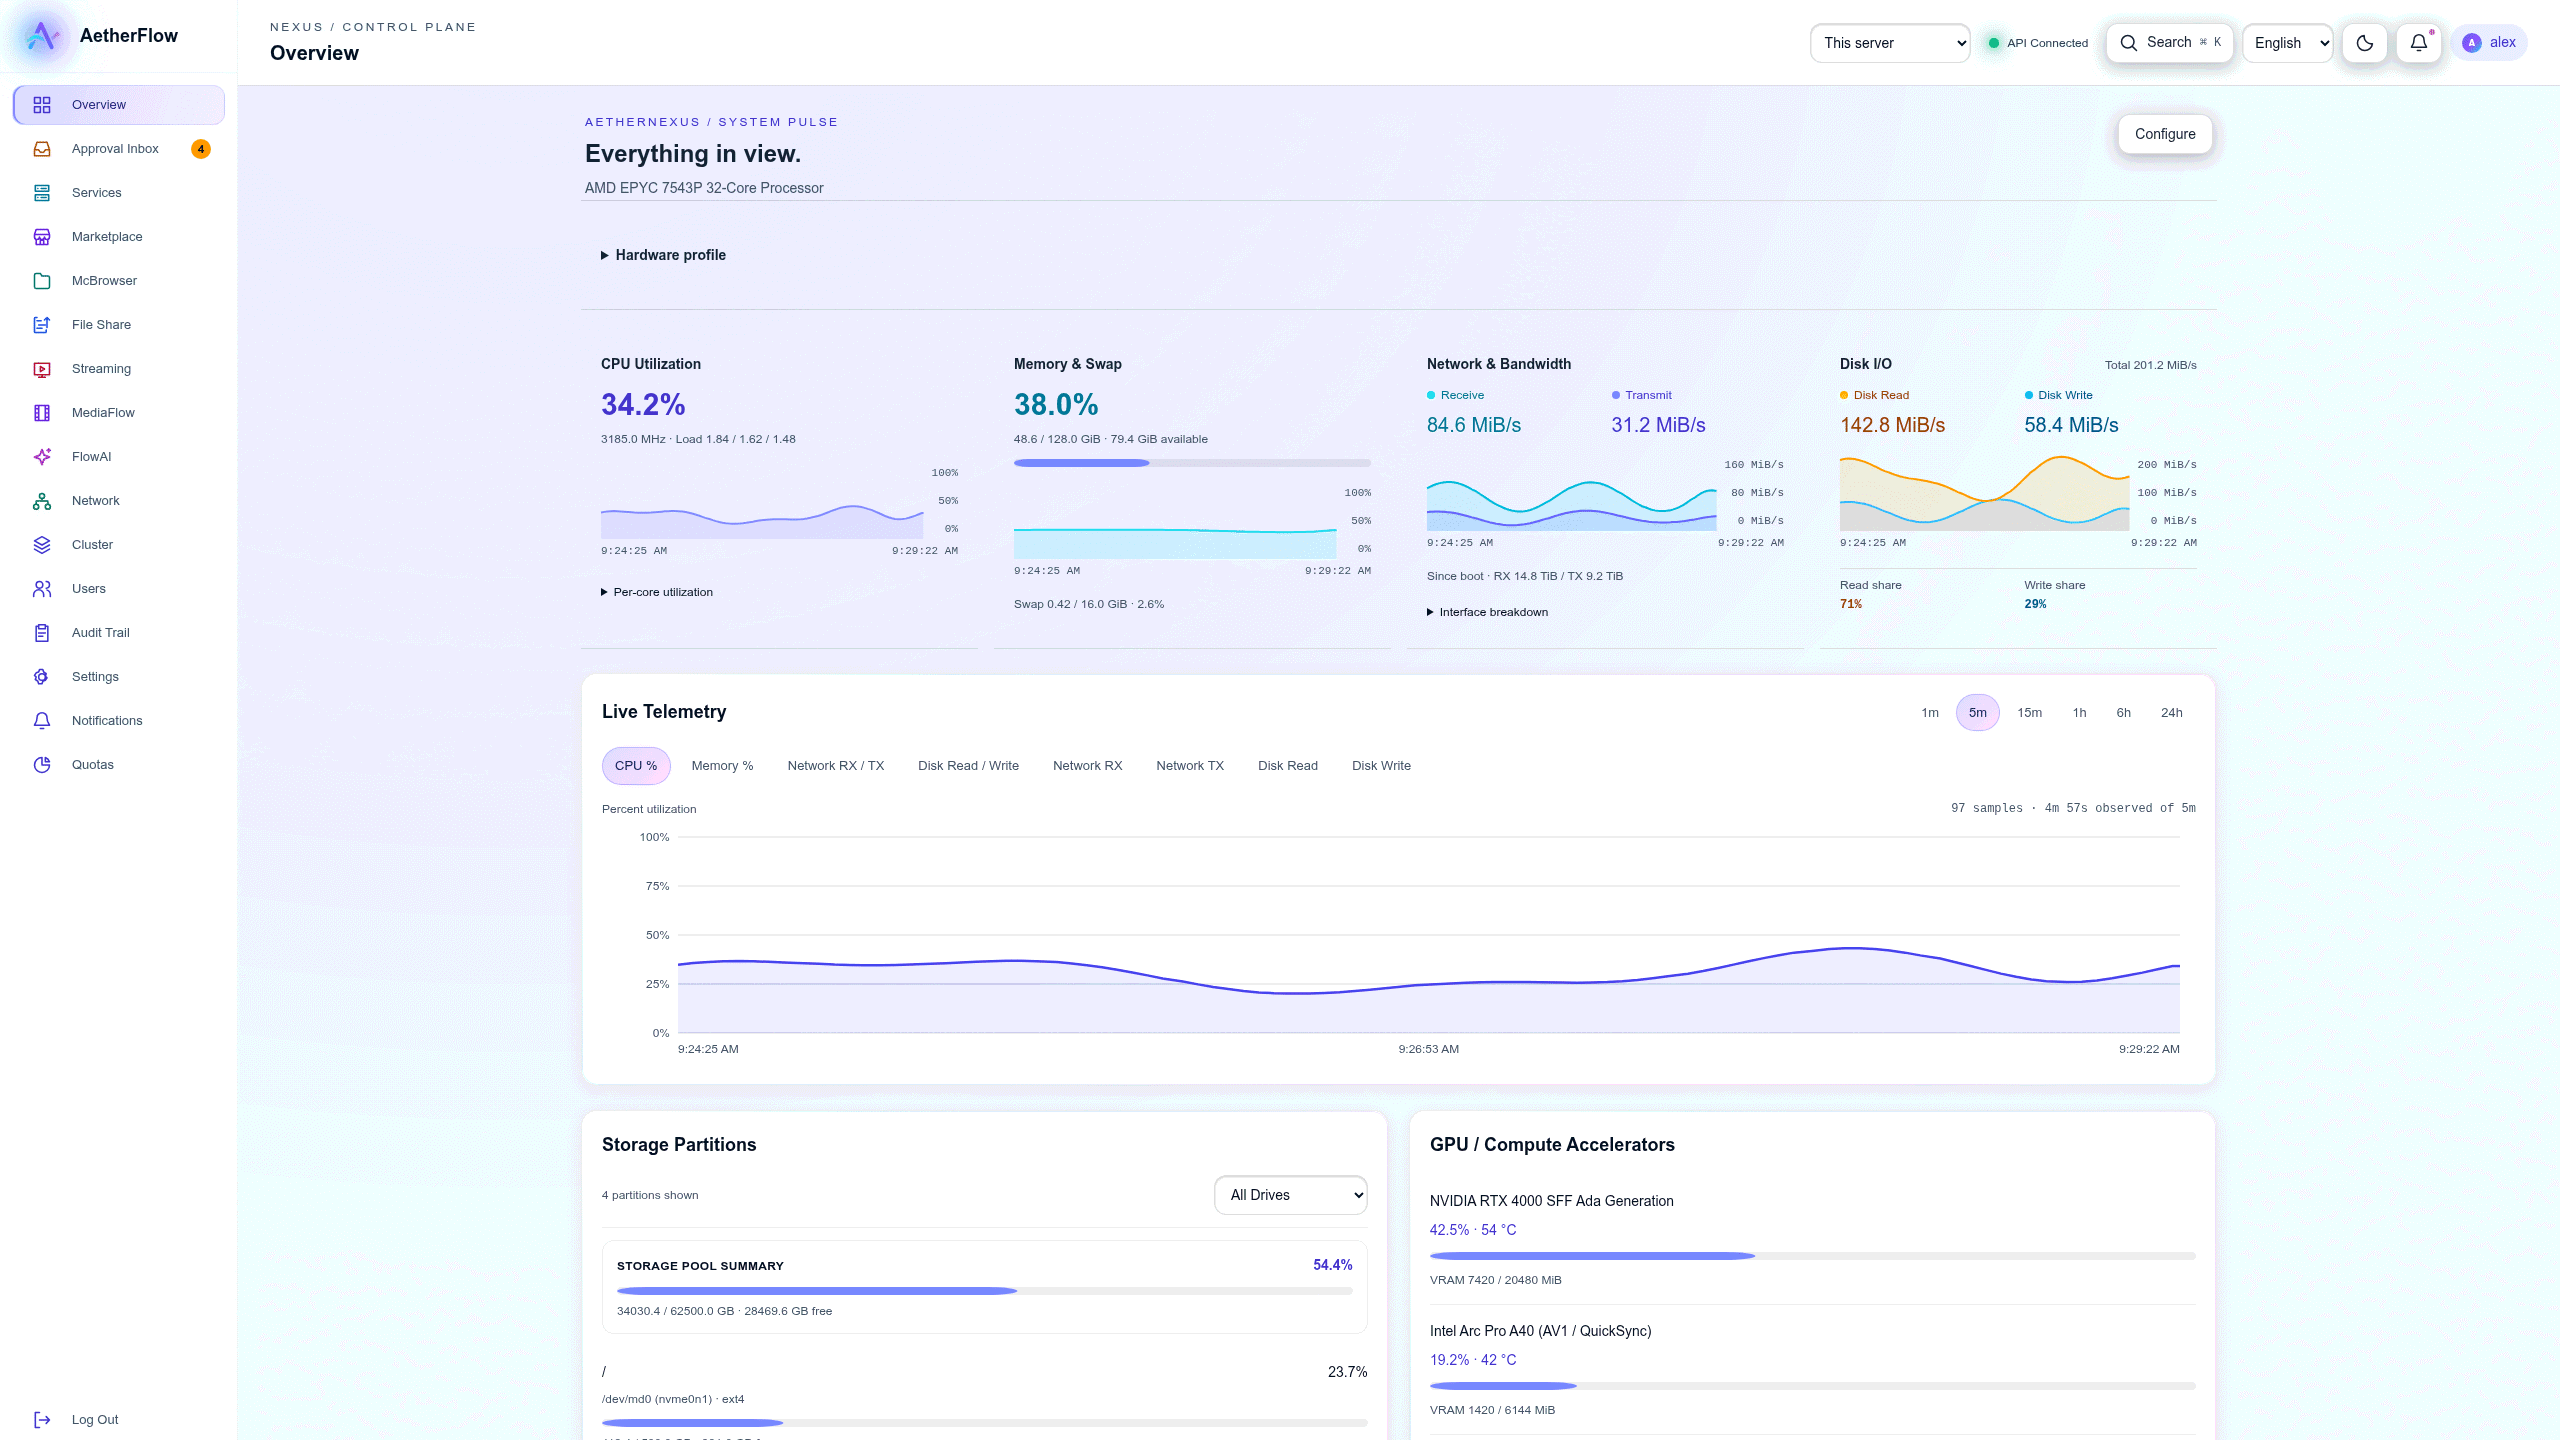 AetherFlow
NEXUS / CONTROL PLANE
Overview
This server
API Connected
Search ⌘ K
English
A alex
Overview
Approval Inbox 4
Services
Marketplace
McBrowser
File Share
Streaming
MediaFlow
FlowAI
Network
Cluster
Users
Audit Trail
Settings
Notifications
Quotas
Log Out
AETHERNEXUS / SYSTEM PULSE
Everything in view.
AMD EPYC 7543P 32-Core Processor
Configure
Hardware profile
CPU Utilization
34.2%
3185.0 MHz · Load 1.84 / 1.62 / 1.48
100%
50%
0%
9:24:25 AM 9:29:22 AM
Per-core utilization
Memory & Swap
38.0%
48.6 / 128.0 GiB · 79.4 GiB available
100%
50%
0%
9:24:25 AM 9:29:22 AM
Swap 0.42 / 16.0 GiB · 2.6%
Network & Bandwidth
Receive Transmit
84.6 MiB/s 31.2 MiB/s
160 MiB/s
80 MiB/s
0 MiB/s
9:24:25 AM 9:29:22 AM
Since boot · RX 14.8 TiB / TX 9.2 TiB
Interface breakdown
Disk I/O Total 201.2 MiB/s
Disk Read Disk Write
142.8 MiB/s 58.4 MiB/s
200 MiB/s
100 MiB/s
0 MiB/s
9:24:25 AM 9:29:22 AM
Read share Write share
71% 29%
Live Telemetry
1m 5m 15m 1h 6h 24h
CPU % Memory % Network RX / TX Disk Read / Write Network RX Network TX Disk Read Disk Write
Percent utilization 97 samples · 4m 57s observed of 5m
100%
75%
50%
25%
0%
9:24:25 AM 9:26:53 AM 9:29:22 AM
Storage Partitions
4 partitions shown All Drives
STORAGE POOL SUMMARY 54.4%
34030.4 / 62500.0 GB · 28469.6 GB free
/ 23.7%
/dev/md0 (nvme0n1) · ext4
GPU / Compute Accelerators
NVIDIA RTX 4000 SFF Ada Generation
42.5% · 54 °C
VRAM 7420 / 20480 MiB
Intel Arc Pro A40 (AV1 / QuickSync)
19.2% · 42 °C
VRAM 1420 / 6144 MiB